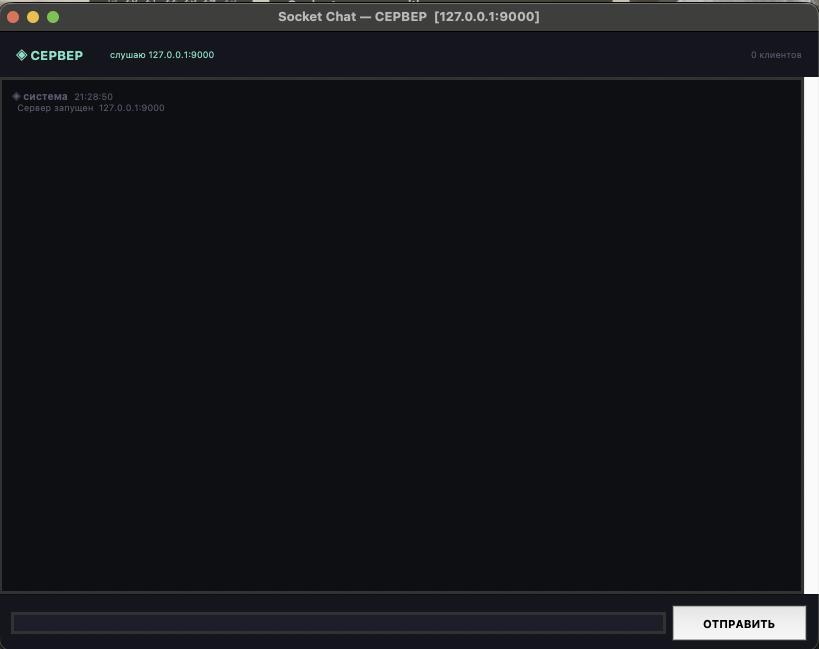 Socket Chat — СЕРВЕР [127.0.0.1:9000]
◈ СЕРВЕР слушаю 127.0.0.1:9000 0 клиентов
◈ система 21:28:50
Сервер запущен 127.0.0.1:9000
ОТПРАВИТЬ